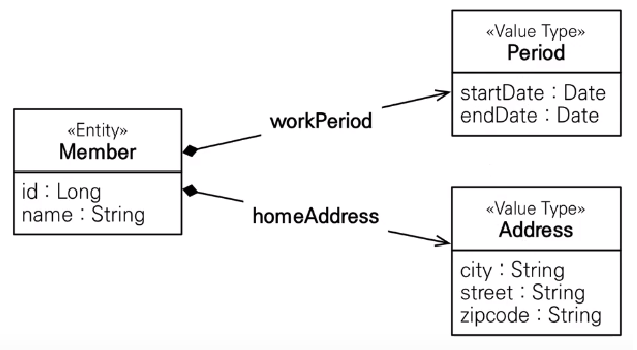 «Entity»
Member
id : Long
name : String
workPeriod
homeAddress
«Value Type»
Period
startDate : Date
endDate : Date
«Value Type»
Address
city : String
street : String
zipcode : String